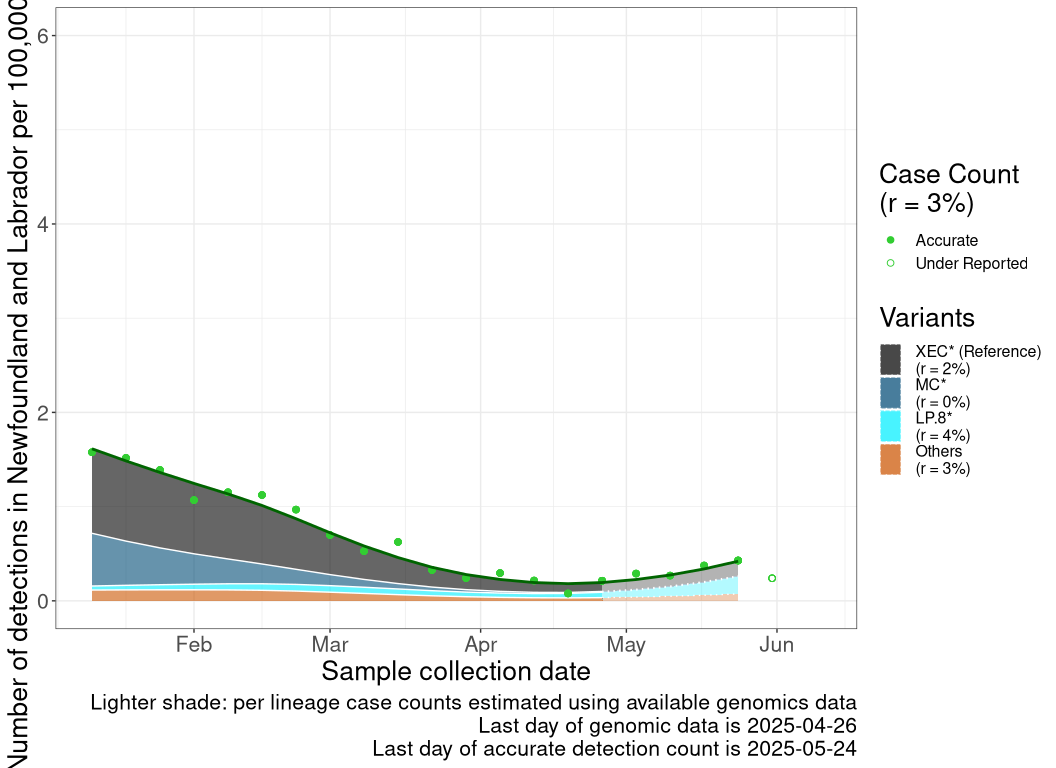 Number of detections in Newfoundland and Labrador per 100,000
6
4
2
0
Feb Mar Apr May Jun
Sample collection date
Lighter shade: per lineage case counts estimated using available genomics data
Last day of genomic data is 2025-04-26
Last day of accurate detection count is 2025-05-24
Case Count
(r = 3%)
Accurate
Under Reported
Variants
XEC* (Reference)
(r = 2%)
MC*
(r = 0%)
LP.8*
(r = 4%)
Others
(r = 3%)